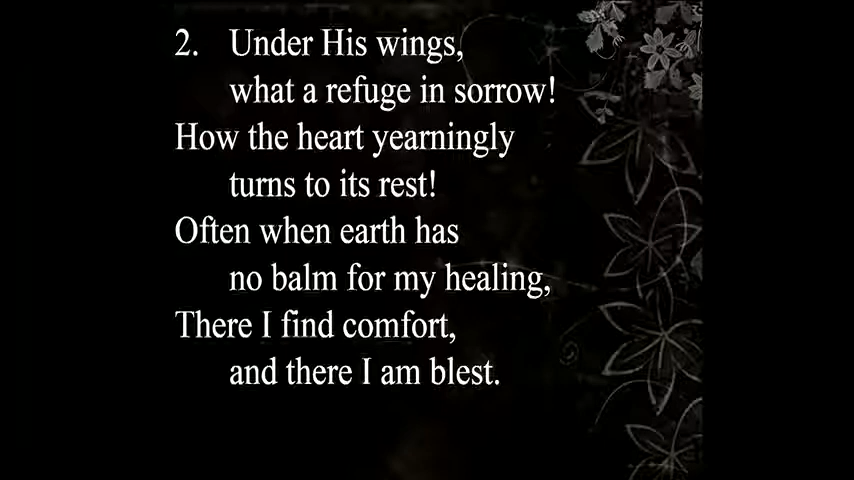 2. Under His wings,
what a refuge in sorrow!
How the heart yearningly
turns to its rest!
Often when earth has
no balm for my healing,
There I find comfort,
and there I am blest.